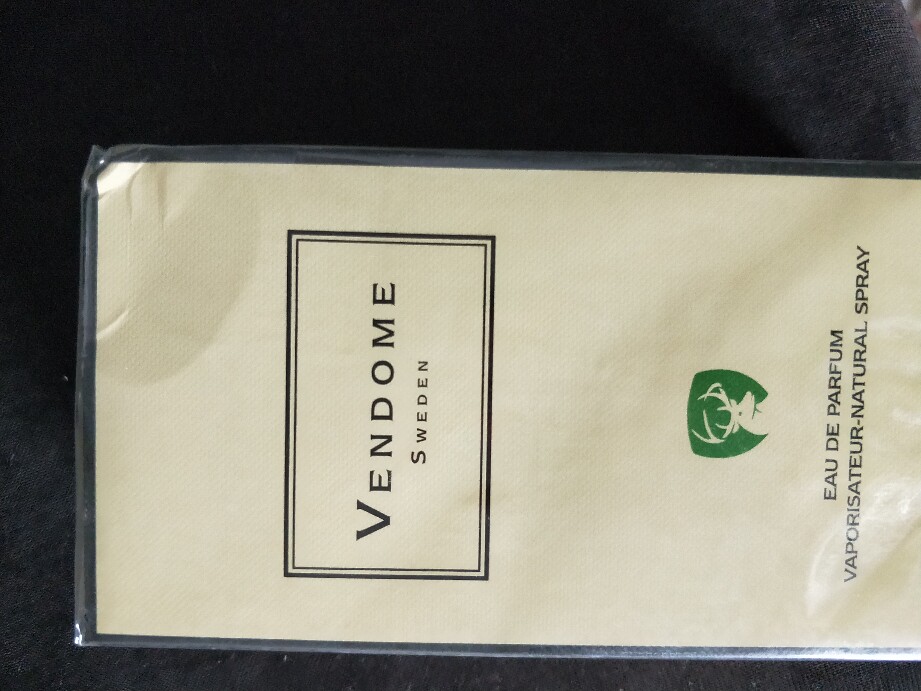 VENDOME
SWEDEN
EAU DE PARFUM
VAPORISATEUR-NATURAL SPRAY